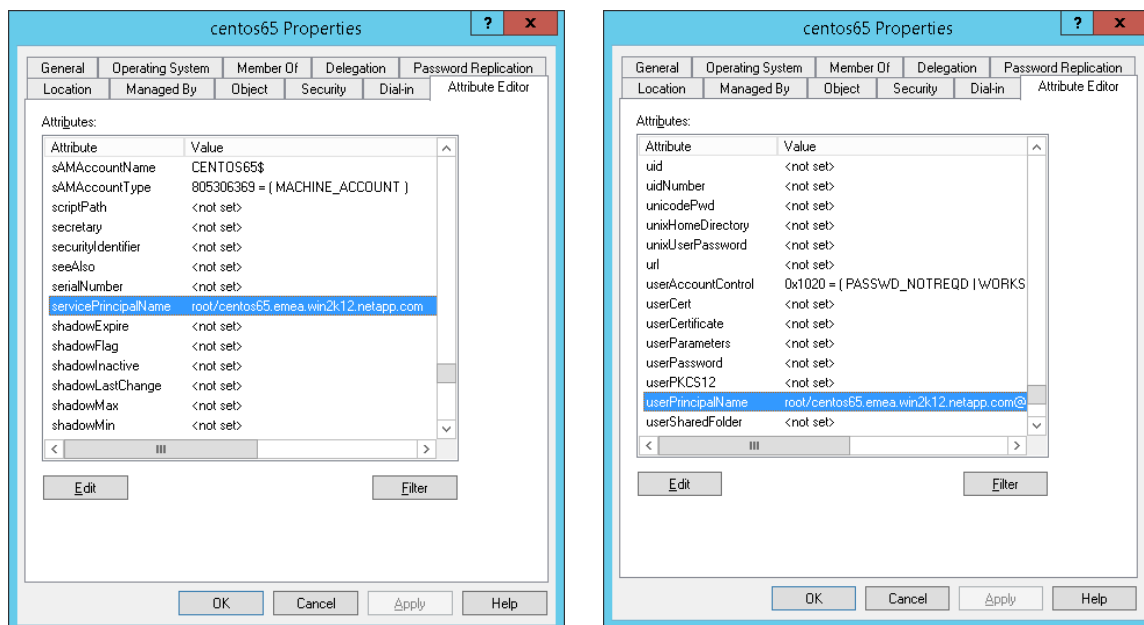 centos65 Properties
? x
General Operating System Member Of Delegation Password Replication
Location Managed By Object Security Dial-in Attribute Editor
Attributes:
Attribute Value
sAMAccountName CENTOS65$
sAMAccountType 805306369 = ( MACHINE_ACCOUNT )
scriptPath <not set>
secretary <not set>
securityIdentifier <not set>
seeAlso <not set>
serialNumber <not set>
servicePrincipalName root/centos65.emea.win2k12.netapp.com
shadowExpire <not set>
shadowFlag <not set>
shadowInactive <not set>
shadowLastChange <not set>
shadowMax <not set>
shadowMin <not set>
Edit Filter
OK Cancel Apply Help
centos65 Properties
? x
General Operating System Member Of Delegation Password Replication
Location Managed By Object Security Dial-in Attribute Editor
Attributes:
Attribute Value
uid <not set>
uidNumber <not set>
unicodePwd <not set>
unixHomeDirectory <not set>
unixUserPassword <not set>
url <not set>
userAccountControl 0x1020 = ( PASSWD_NOTREQD | WORKS
userCert <not set>
userCertificate <not set>
userParameters <not set>
userPassword <not set>
userPKCS12 <not set>
userPrincipalName root/centos65.emea.win2k12.netapp.com@
userSharedFolder <not set>
Edit Filter
OK Cancel Apply Help